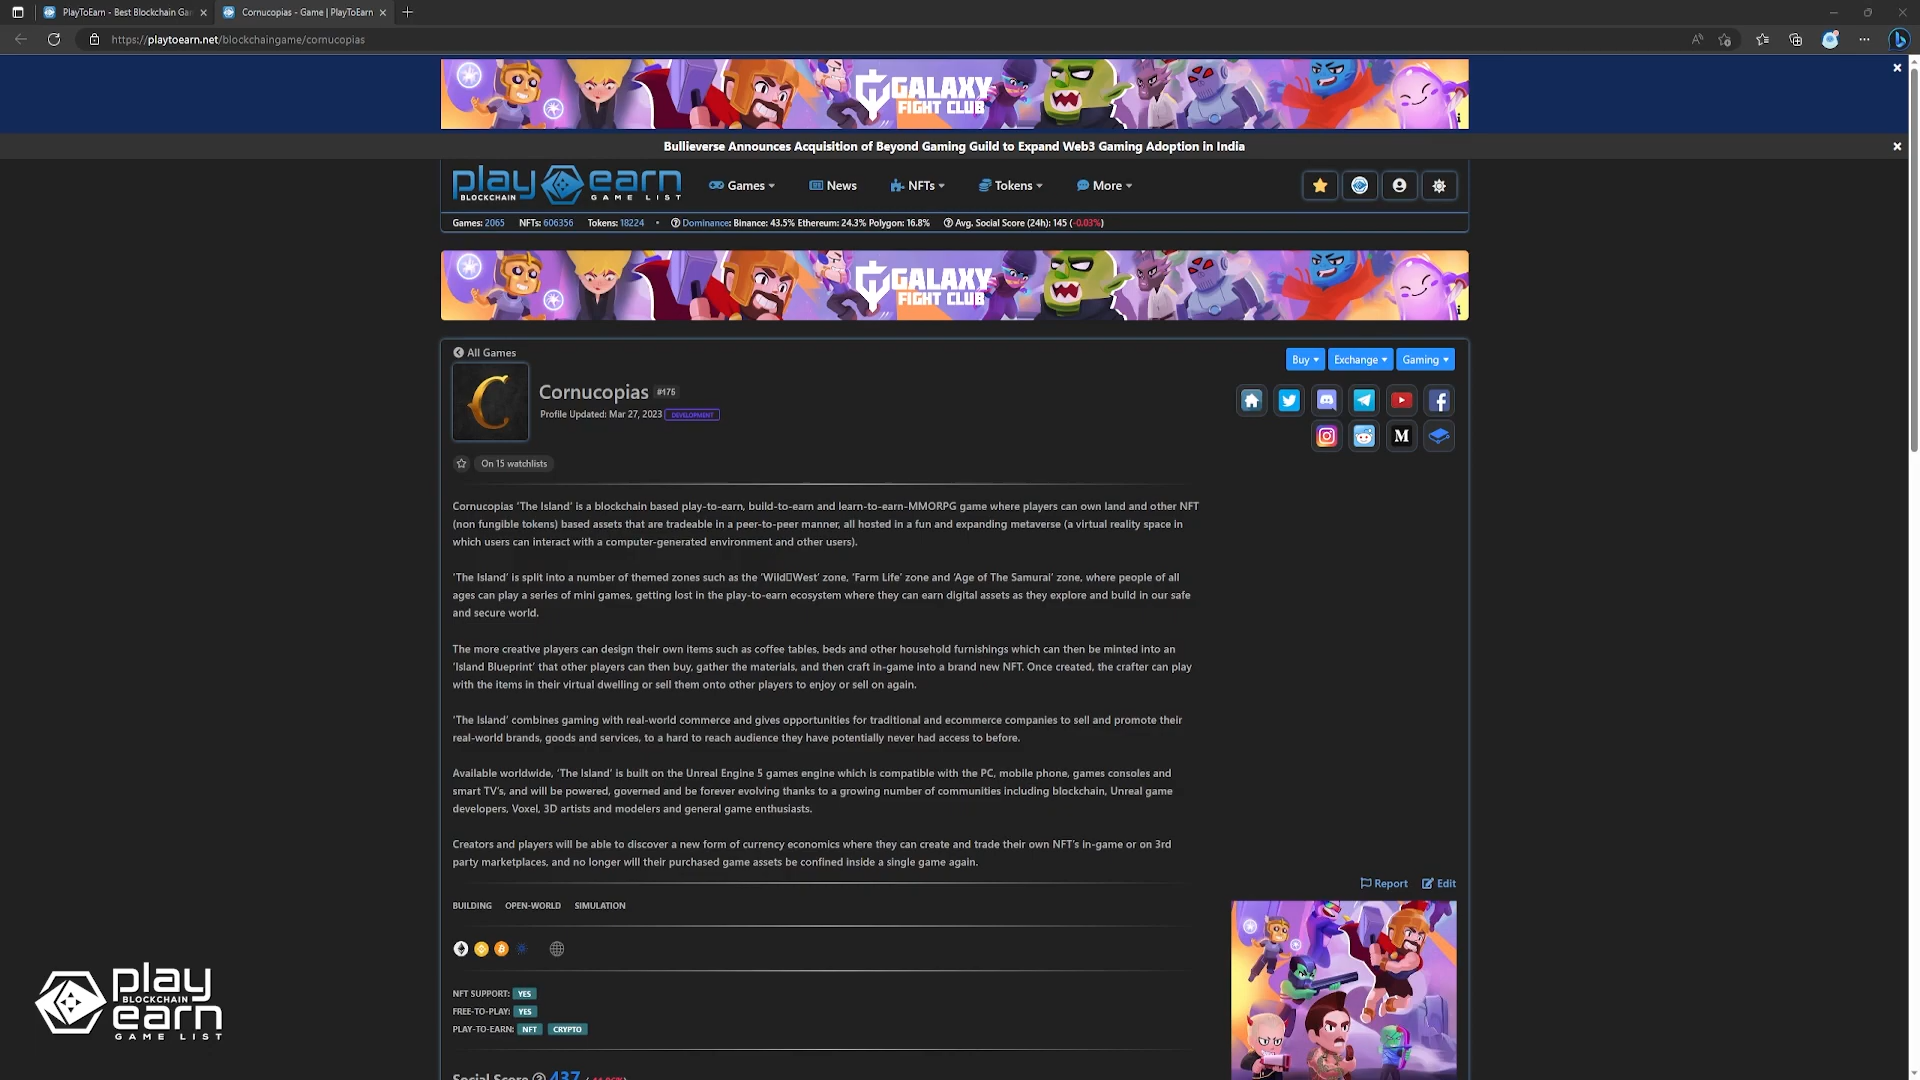 PlayToEarn - Best Blockchain Gam
Cornucopias - Game | PlayToEarn
https://playtoearn.net/blockchaingame/cornucopias
GALAXY
FIGHT CLUB
Bullieverse Announces Acquisition of Beyond Gaming Guild to Expand Web3 Gaming Adoption in India
play earn
BLOCKCHAIN GAME LIST
Games
News
NFTs
Tokens
More
Games: 2065 NFTs: 606356 Tokens: 18224 • Dominance: Binance: 43.5% Ethereum: 24.3% Polygon: 16.8% Avg. Social Score (24h): 145 (-0.03%)
GALAXY
FIGHT CLUB
All Games
Buy
Exchange
Gaming
Cornucopias #175
Profile Updated: Mar 27, 2023 DEVELOPMENT
On 15 watchlists
Cornucopias 'The Island' is a blockchain based play-to-earn, build-to-earn and learn-to-earn-MMORPG game where players can own land and other NFT
(non fungible tokens) based assets that are tradeable in a peer-to-peer manner, all hosted in a fun and expanding metaverse (a virtual reality space in
which users can interact with a computer-generated environment and other users).
'The Island' is split into a number of themed zones such as the 'Wild▯West' zone, 'Farm Life' zone and 'Age of The Samurai' zone, where people of all
ages can play a series of mini games, getting lost in the play-to-earn ecosystem where they can earn digital assets as they explore and build in our safe
and secure world.
The more creative players can design their own items such as coffee tables, beds and other household furnishings which can then be minted into an
'Island Blueprint' that other players can then buy, gather the materials, and then craft in-game into a brand new NFT. Once created, the crafter can play
with the items in their virtual dwelling or sell them onto other players to enjoy or sell on again.
'The Island' combines gaming with real-world commerce and gives opportunities for traditional and ecommerce companies to sell and promote their
real-world brands, goods and services, to a hard to reach audience they have potentially never had access to before.
Available worldwide, 'The Island' is built on the Unreal Engine 5 games engine which is compatible with the PC, mobile phone, games consoles and
smart TV's, and will be powered, governed and be forever evolving thanks to a growing number of communities including blockchain, Unreal game
developers, Voxel, 3D artists and modelers and general game enthusiasts.
Creators and players will be able to discover a new form of currency economics where they can create and trade their own NFT's in-game or on 3rd
party marketplaces, and no longer will their purchased game assets be confined inside a single game again.
Report
Edit
BUILDING OPEN-WORLD SIMULATION
NFT SUPPORT: YES
FREE-TO-PLAY: YES
PLAY-TO-EARN: NFT CRYPTO
Social Score 437
play
BLOCKCHAIN
earn
GAME LIST